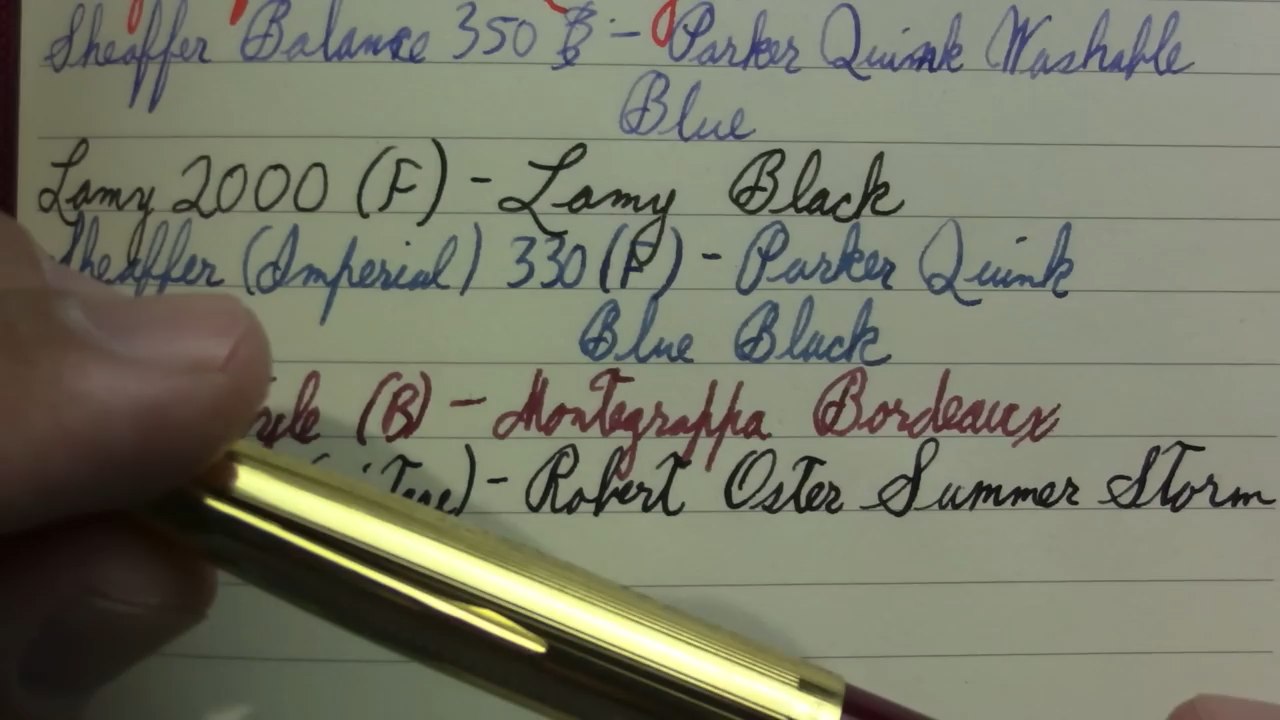 Sheaffer Balance 350 B - Parker Quink Washable
Blue
Lamy 2000 (F) - Lamy Black
Sheaffer (Imperial) 330 (F) - Parker Quink
Blue Black
(B) - Montegrappa Bordeaux
- Robert Oster Summer Storm